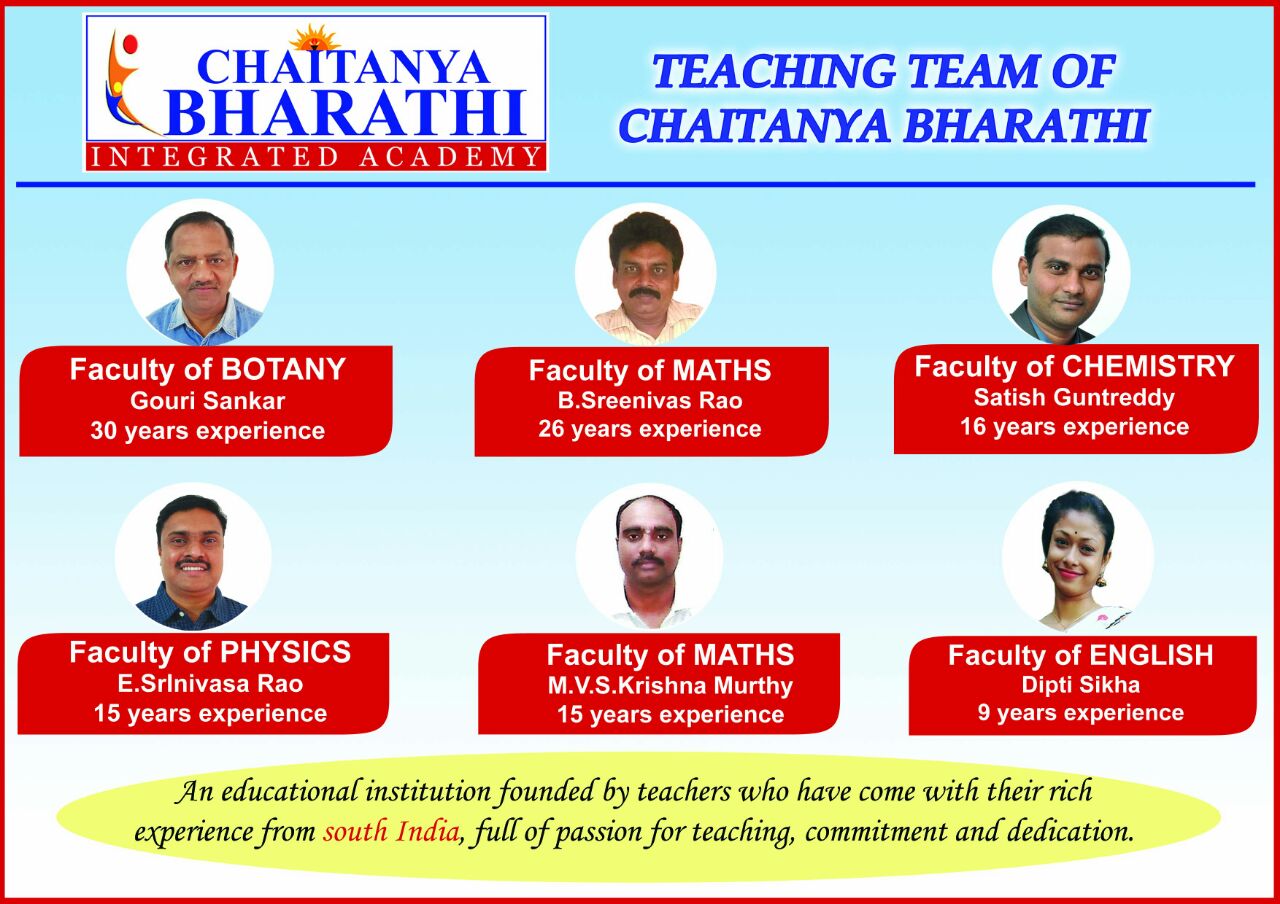 CHAITANYA
BHARATHI
INTEGRATED ACADEMY
TEACHING TEAM OF
CHAITANYA BHARATHI
Faculty of BOTANY
Gouri Sankar
30 years experience
Faculty of MATHS
B.Sreenivas Rao
26 years experience
Faculty of CHEMISTRY
Satish Guntreddy
16 years experience
Faculty of PHYSICS
E.SrInivasa Rao
15 years experience
Faculty of MATHS
M.V.S.Krishna Murthy
15 years experience
Faculty of ENGLISH
Dipti Sikha
9 years experience
An educational institution founded by teachers who have come with their rich
experience from south India, full of passion for teaching, commitment and dedication.